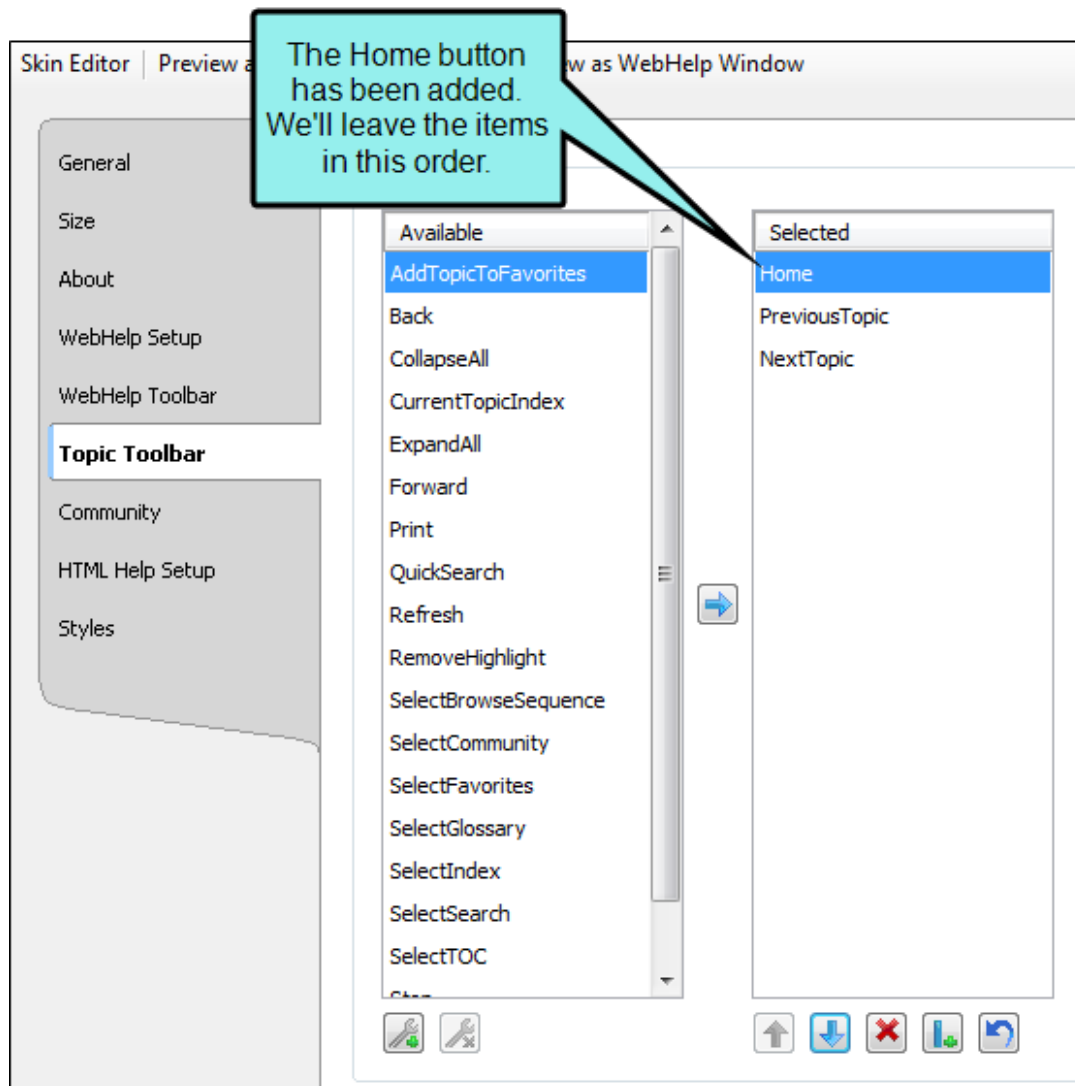 The Home button
has been added.
We'll leave the items
in this order.
Skin Editor Preview w as WebHelp Window
General
Size
About
WebHelp Setup
WebHelp Toolbar
Topic Toolbar
Community
HTML Help Setup
Styles
Available
AddTopicToFavorites
Back
CollapseAll
CurrentTopicIndex
ExpandAll
Forward
Print
QuickSearch
Refresh
RemoveHighlight
SelectBrowseSequence
SelectCommunity
SelectFavorites
SelectGlossary
SelectIndex
SelectSearch
SelectTOC
Selected
Home
PreviousTopic
NextTopic